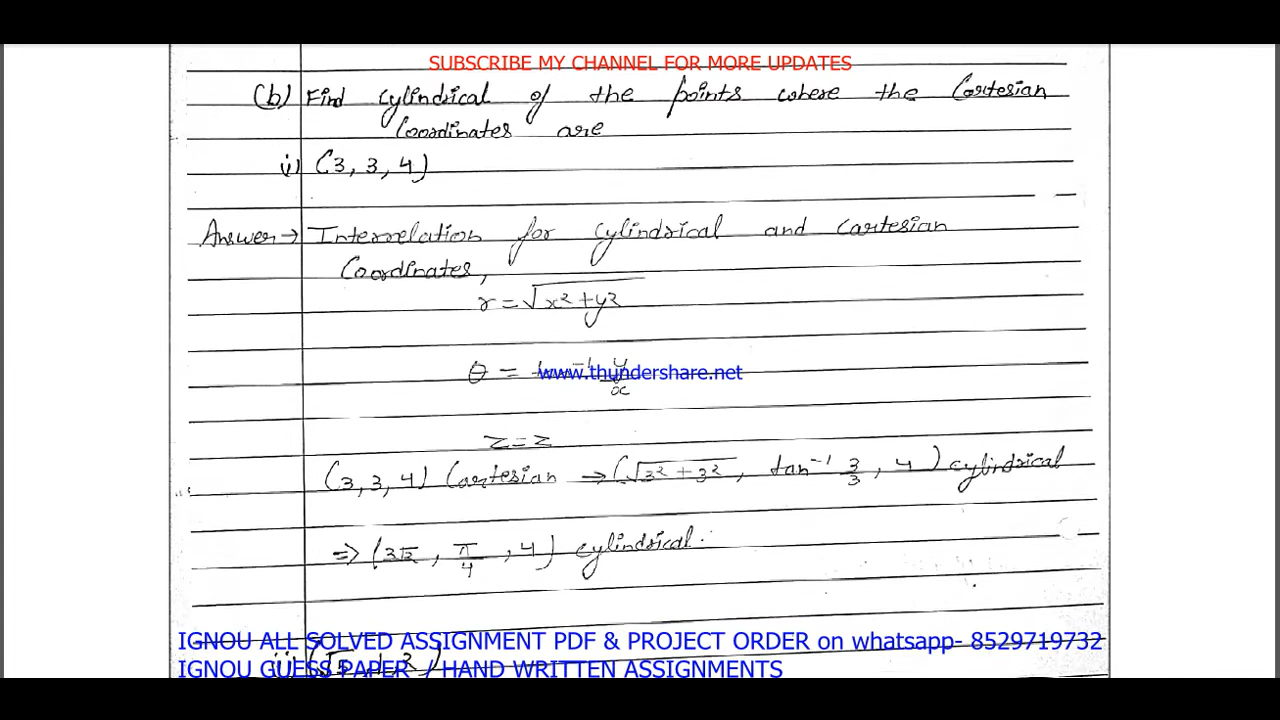 SUBSCRIBE MY CHANNEL FOR MORE UPDATES
(b) Find cylindrical of the points where the Cartesian
Coordinates are
(i) (3, 3, 4)
Answer → Interrelation for cylindrical and cartesian
Coordinates,
r = √x² + y²
θ = tan⁻¹ y/x
www.thundershare.net
z = z
(3, 3, 4) Cartesian → (√3² + 3², tan⁻¹ 3/3, 4) cylindrical
⇒ (3√2, π/4, 4) cylindrical.
IGNOU ALL SOLVED ASSIGNMENT PDF & PROJECT ORDER on whatsapp- 8529719732
IGNOU GUESS PAPER / HAND WRITTEN ASSIGNMENTS